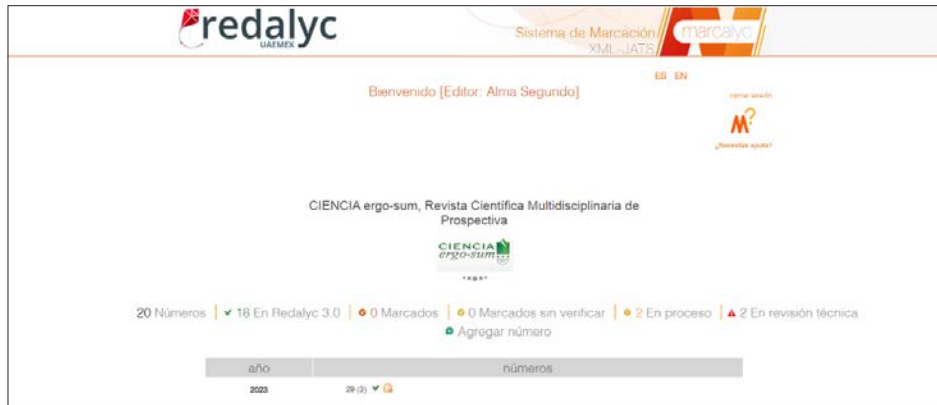 redalyc
UAEMEX
Sistema de Marcación
XML-JATS
marcalyc
ES EN
Bienvenido [Editor: Alma Segundo]
cerrar sesión
M?
¿Necesitas ayuda?
CIENCIA ergo-sum, Revista Científica Multidisciplinaria de
Prospectiva
CIENCIA
ergo-sum
20 Números | 16 En Redalyc 3.0 | 0 Marcados | 0 Marcados sin verificar | 2 En proceso | 2 En revisión técnica
Agregar número
año números
2023 29 (3)